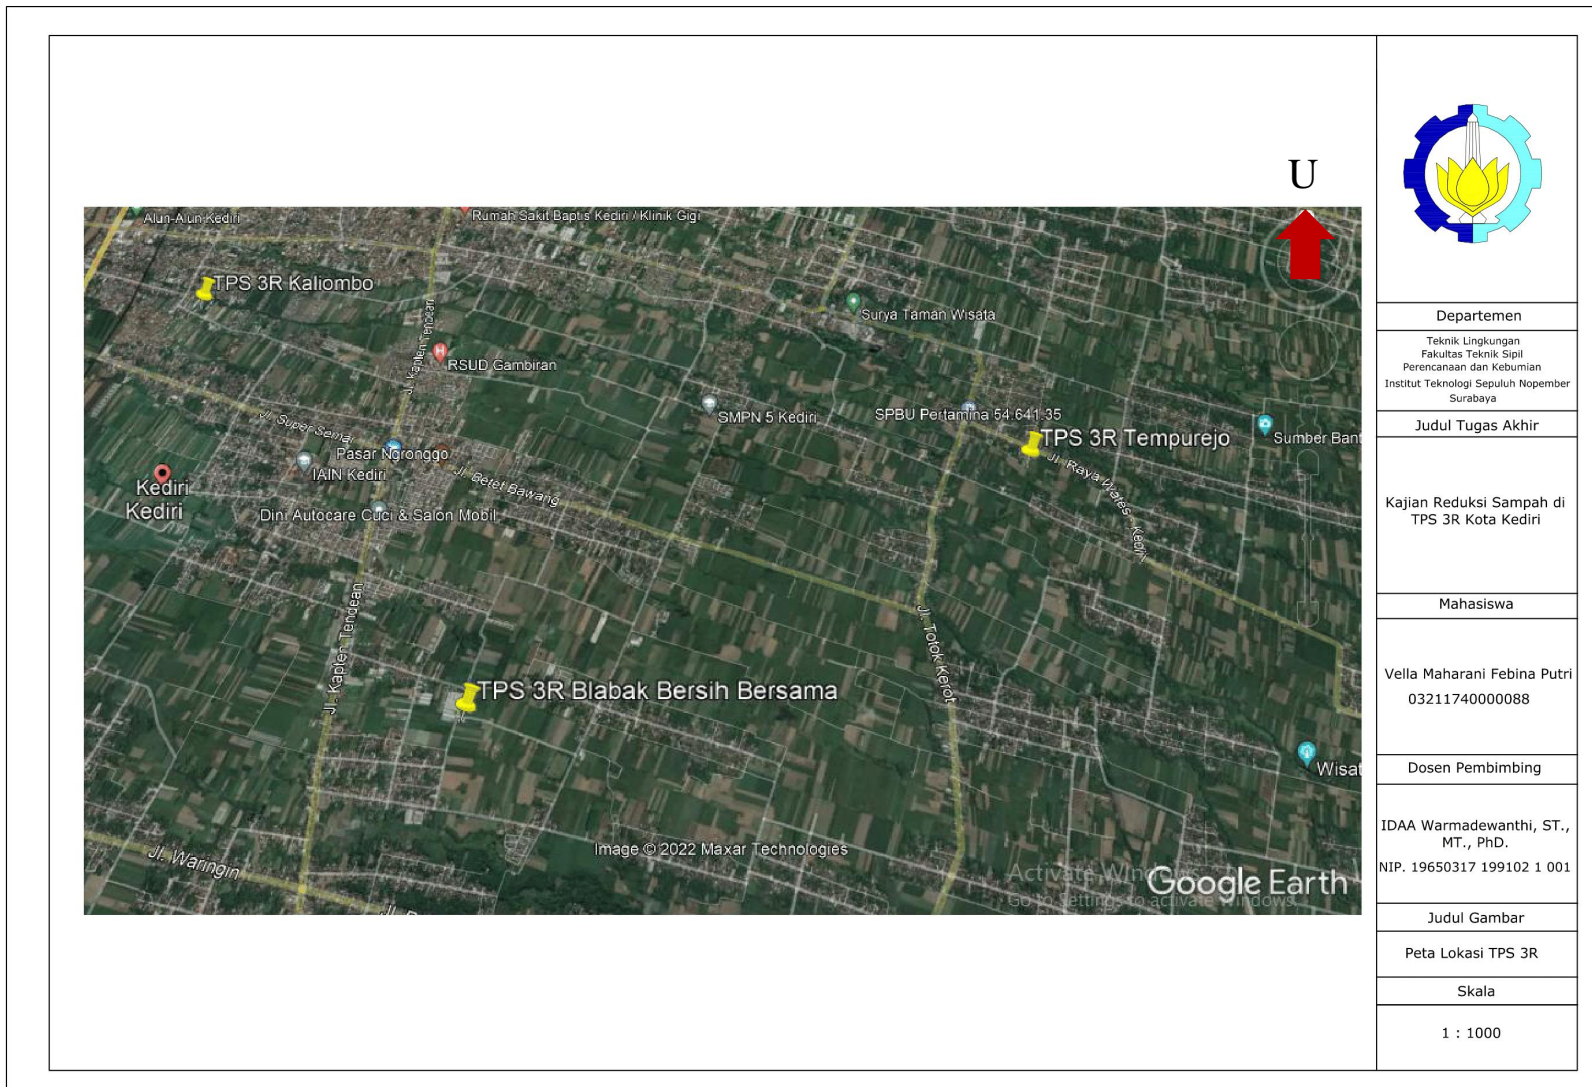 U
Alun-Alun Kediri
Rumah Sakit Baptis Kediri / Klinik Gigi
TPS 3R Kaliombo
Surya Taman Wisata
Jl. Kapten Tendean
RSUD Gambiran
SMPN 5 Kediri
SPBU Pertamina 54.641.35
TPS 3R Tempurejo
Sumber Bant
Jl. Super Semar
Pasar Ngronggo
IAIN Kediri
Jl. Betet Bawang
Jl. Raya Wates - Kediri
Kediri
Kediri
Dini Autocare Cuci & Salon Mobil
Jl. Kapten Tendean
Jl. Totok Kerot
TPS 3R Blabak Bersih Bersama
Wisat
Image © 2022 Maxar Technologies
Jl. Waringin
Activate Windows
Google Earth
Go to Settings to activate Windows.
Departemen
Teknik Lingkungan
Fakultas Teknik Sipil
Perencanaan dan Kebumian
Institut Teknologi Sepuluh Nopember
Surabaya
Judul Tugas Akhir
Kajian Reduksi Sampah di
TPS 3R Kota Kediri
Mahasiswa
Vella Maharani Febina Putri
03211740000088
Dosen Pembimbing
IDAA Warmadewanthi, ST.,
MT., PhD.
NIP. 19650317 199102 1 001
Judul Gambar
Peta Lokasi TPS 3R
Skala
1 : 1000